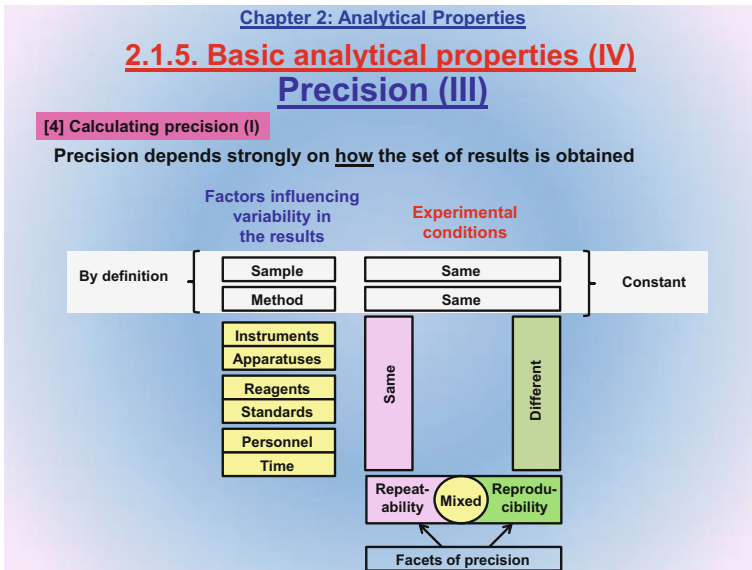 Chapter 2: Analytical Properties
2.1.5. Basic analytical properties (IV)
Precision (III)
[4] Calculating precision (I)
Precision depends strongly on how the set of results is obtained
Factors influencing
variability in
the results
Experimental
conditions
By definition
Sample
Same
Constant
Method
Same
Instruments
Apparatuses
Reagents
Standards
Personnel
Time
Same
Different
Repeat-
ability
Mixed
Reprodu-
cibility
Facets of precision